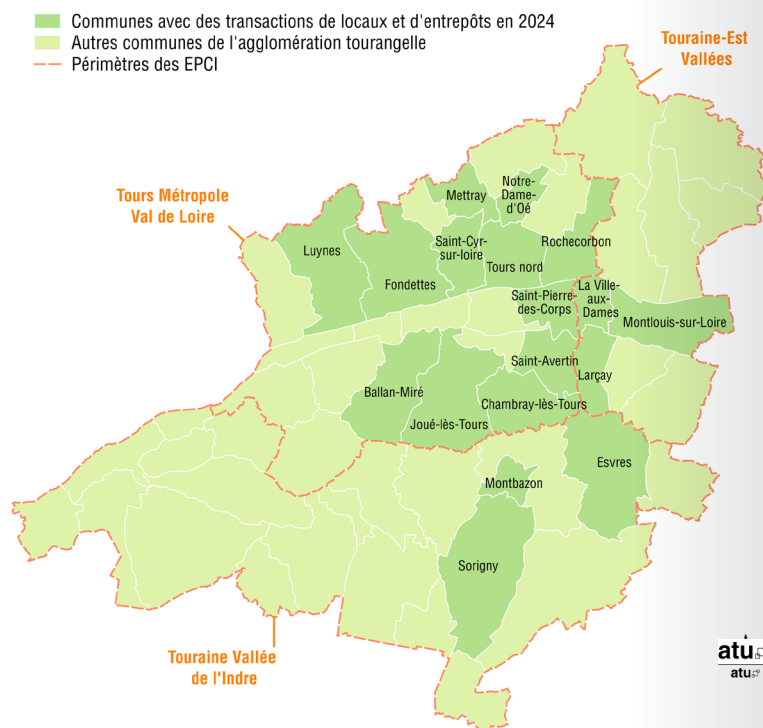 Communes avec des transactions de locaux et d'entrepôts en 2024
Autres communes de l'agglomération tourangelle
Périmètres des EPCI
Touraine-Est
Vallées
Tours Métropole
Val de Loire
Notre-
Dame-
d'Oé
Mettray
Luynes
Saint-Cyr-
sur-loire
Rochecorbon
Tours nord
Fondettes
La Ville-
aux-
Dames
Saint-Pierre-
des-Corps
Montlouis-sur-Loire
Saint-Avertin
Larçay
Ballan-Miré
Chambray-lès-Tours
Joué-lès-Tours
Esvres
Montbazon
Sorigny
Touraine Vallée
de l'Indre
atu
atu